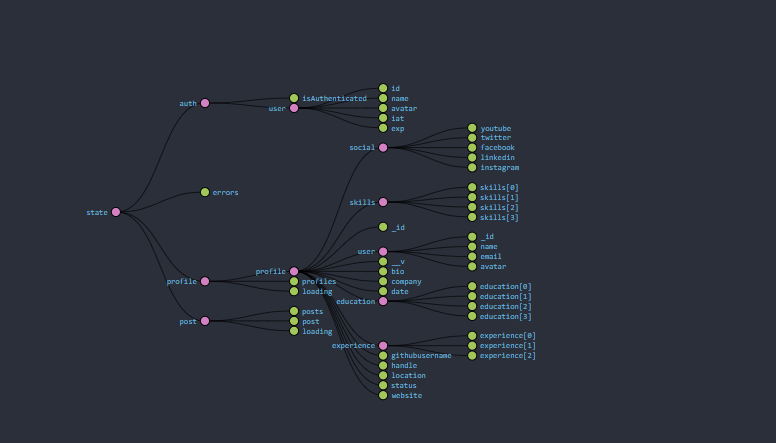 id
isAuthenticated
name
auth
user
avatar
iat
exp
youtube
twitter
social
facebook
linkedin
instagram
skills[0]
errors
skills[1]
skills
skills[2]
state
skills[3]
_id
_id
name
user
email
__v
avatar
profile
bio
profile
profiles
company
education[0]
loading
date
education[1]
education
education[2]
posts
education[3]
post
post
loading
experience[0]
experience
experience[1]
githubusername
experience[2]
handle
location
status
website